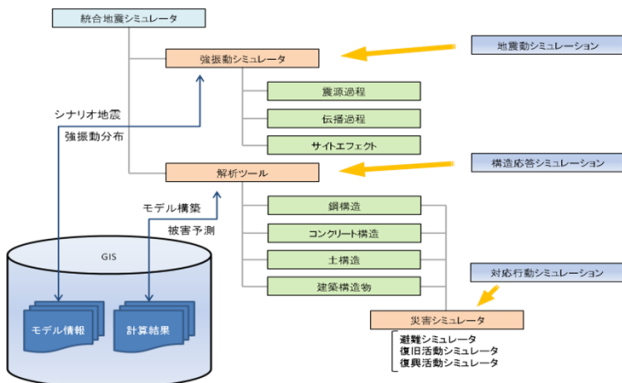 統合地震シミュレータ
強振動シミュレータ
地震動シミュレーション
震源過程
シナリオ地震
伝播過程
強振動分布
サイトエフェクト
解析ツール
構造応答シミュレーション
モデル構築
鋼構造
被害予測
コンクリート構造
GIS
土構造
対応行動シミュレーション
建築構造物
モデル情報
計算結果
災害シミュレータ
避難シミュレータ
復旧活動シミュレータ
復興活動シミュレータ